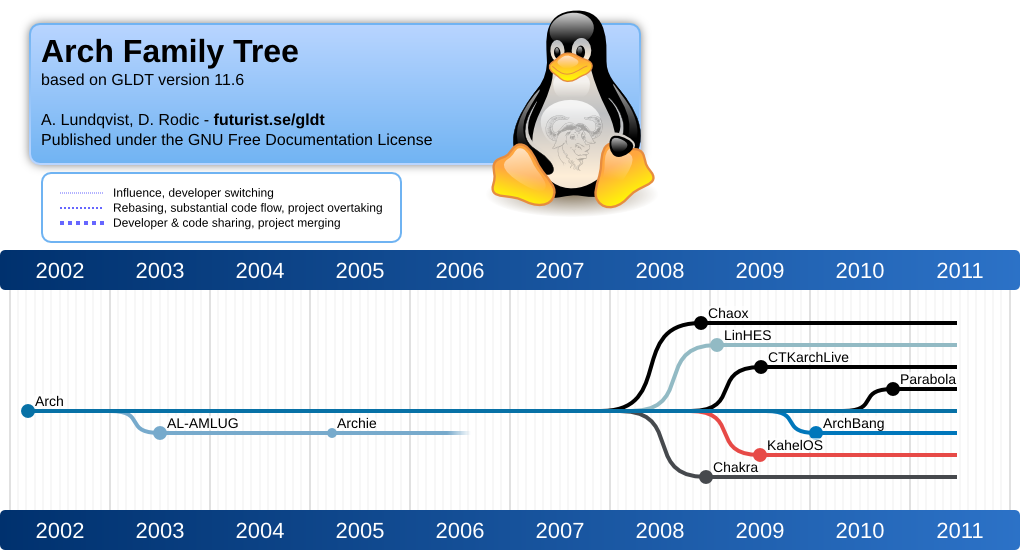 Arch Family Tree
based on GLDT version 11.6
A. Lundqvist, D. Rodic - futurist.se/gldt
Published under the GNU Free Documentation License
Influence, developer switching
Rebasing, substantial code flow, project overtaking
Developer & code sharing, project merging
2002 2003 2004 2005 2006 2007 2008 2009 2010 2011
Chaox
LinHES
CTKarchLive
Parabola
Arch
AL-AMLUG Archie ArchBang
KahelOS
Chakra
2002 2003 2004 2005 2006 2007 2008 2009 2010 2011